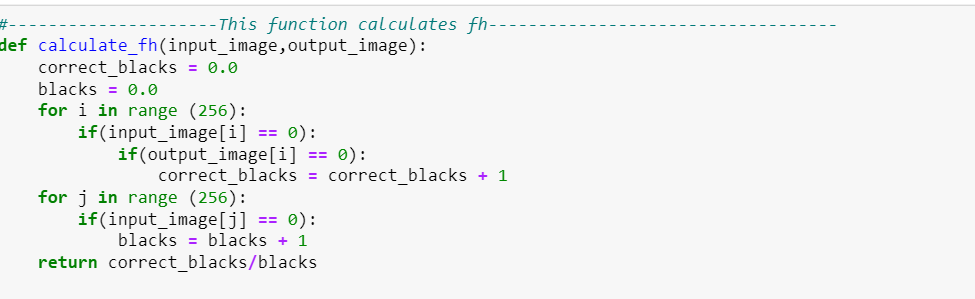 #---------------------This function calculates fh-----------------------------------
def calculate_fh(input_image,output_image):
    correct_blacks = 0.0
    blacks = 0.0
    for i in range (256):
        if(input_image[i] == 0):
            if(output_image[i] == 0):
                correct_blacks = correct_blacks + 1
    for j in range (256):
        if(input_image[j] == 0):
            blacks = blacks + 1
    return correct_blacks/blacks